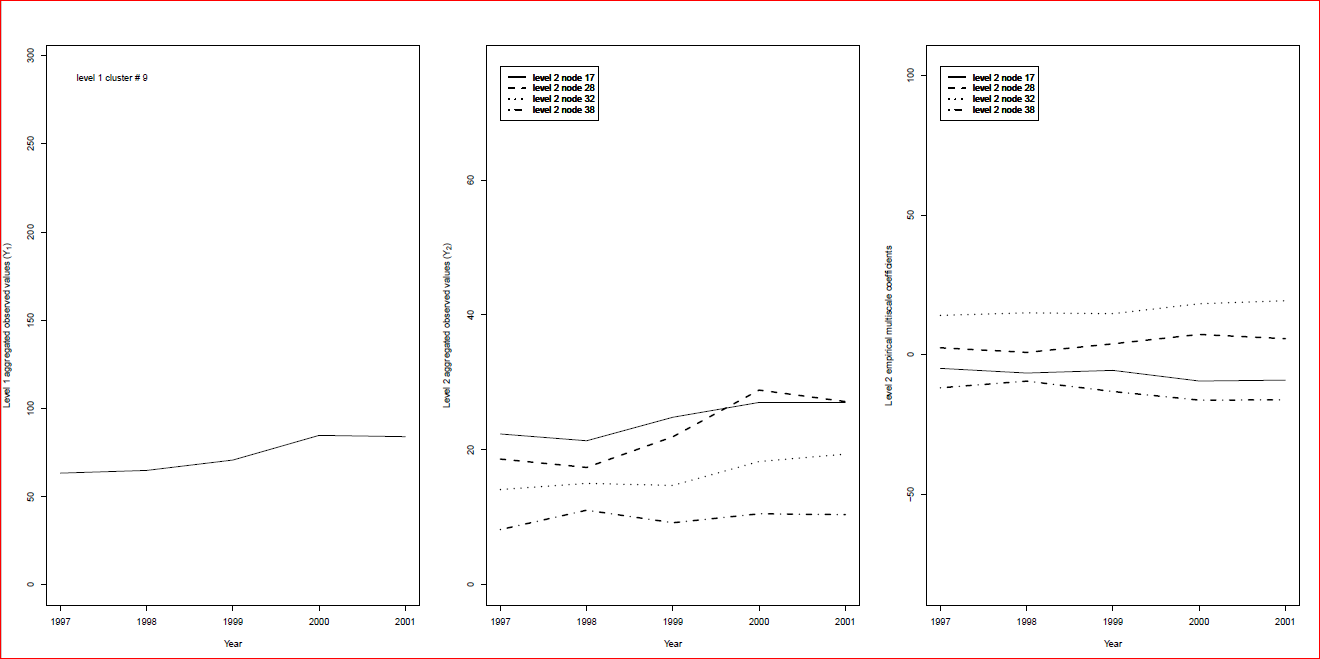 level 1 cluster # 9
Level 1 aggregated observed values (Y1)
300
250
200
150
100
50
0
1997 1998 1999 2000 2001
Year
level 2 node 17
level 2 node 28
level 2 node 32
level 2 node 38
Level 2 aggregated observed values (Y2)
60
40
20
0
1997 1998 1999 2000 2001
Year
level 2 node 17
level 2 node 28
level 2 node 32
level 2 node 38
Level 2 empirical multiscale coefficients
100
50
0
−50
1997 1998 1999 2000 2001
Year